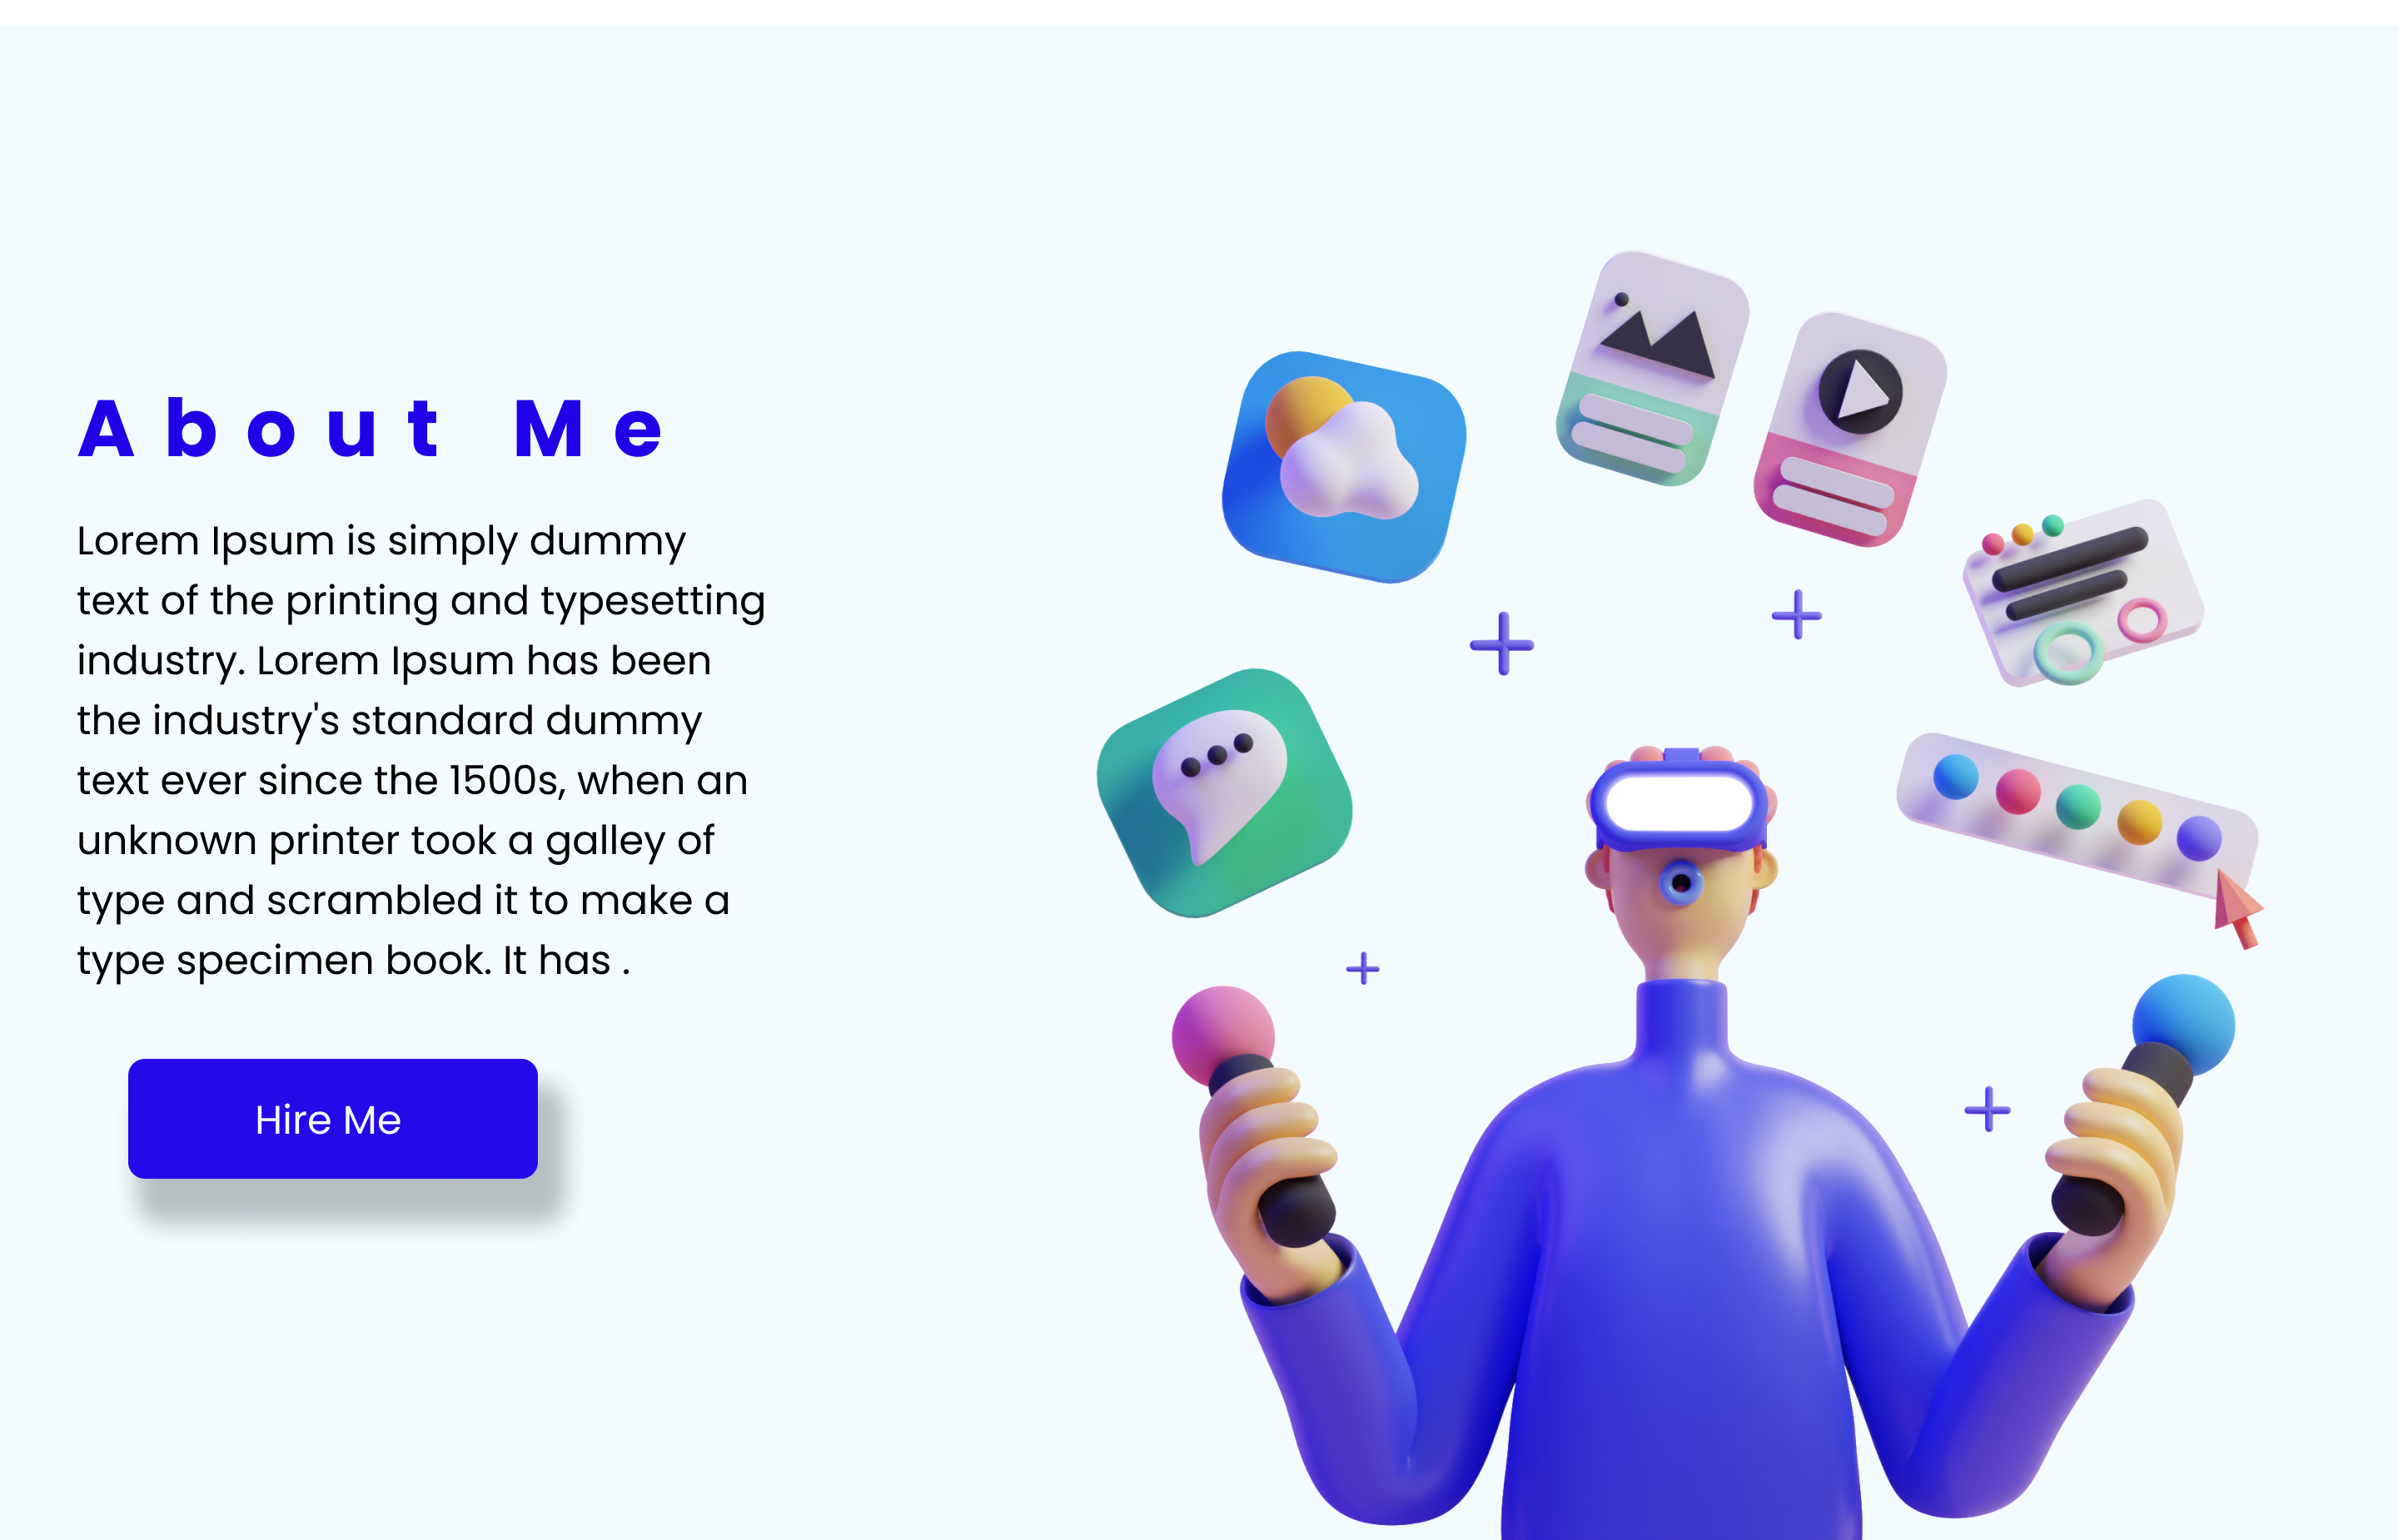 About Me
Lorem Ipsum is simply dummy
text of the printing and typesetting
industry. Lorem Ipsum has been
the industry's standard dummy
text ever since the 1500s, when an
unknown printer took a galley of
type and scrambled it to make a
type specimen book. It has .
Hire Me